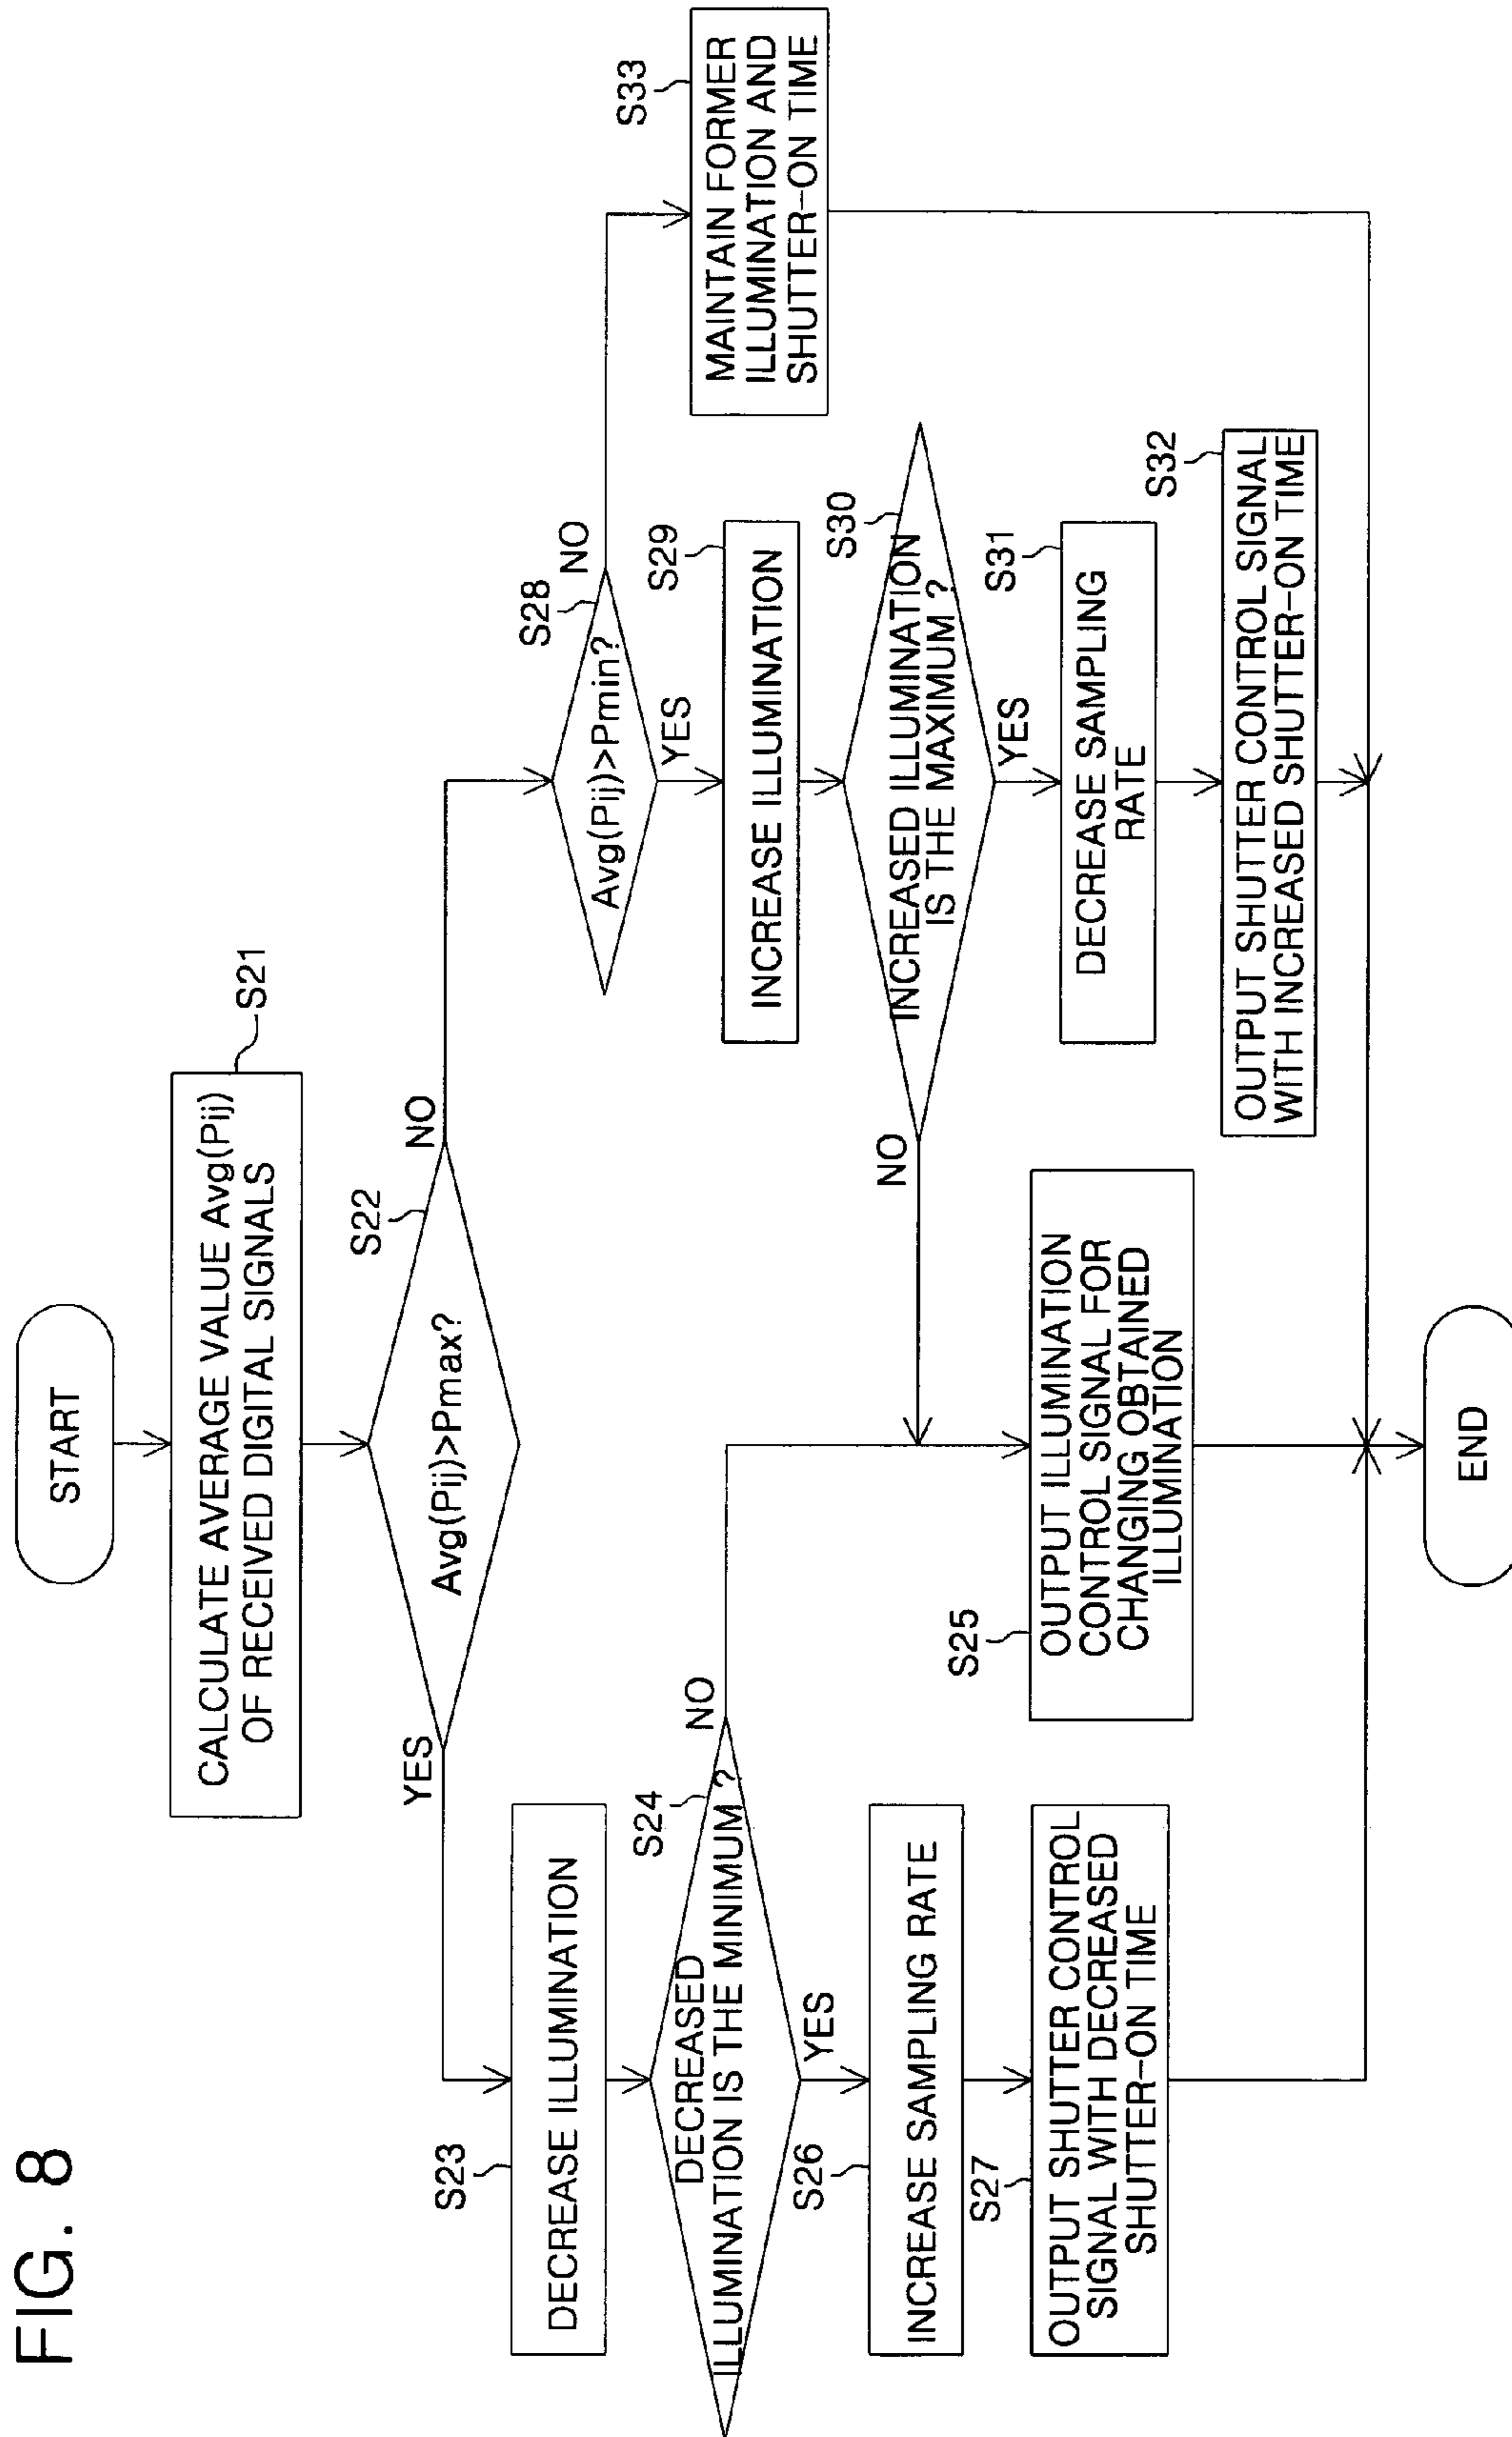 FIG. 8
START
CALCULATE AVERAGE VALUE Avg(Pij)
OF RECEIVED DIGITAL SIGNALS
S21
S22
Avg(Pij)>Pmax?
YES
NO
S23
DECREASE ILLUMINATION
S24
DECREASED
ILLUMINATION IS THE MINIMUM ?
NO
YES
S26
INCREASE SAMPLING RATE
S27
OUTPUT SHUTTER CONTROL
SIGNAL WITH DECREASED
SHUTTER-ON TIME
S25
OUTPUT ILLUMINATION
CONTROL SIGNAL FOR
CHANGING OBTAINED
ILLUMINATION
S28
Avg(Pij)>Pmin?
NO
YES
S29
INCREASE ILLUMINATION
S30
INCREASED ILLUMINATION
IS THE MAXIMUM ?
NO
YES
S31
DECREASE SAMPLING
RATE
S32
OUTPUT SHUTTER CONTROL SIGNAL
WITH INCREASED SHUTTER-ON TIME
S33
MAINTAIN FORMER
ILLUMINATION AND
SHUTTER-ON TIME
END